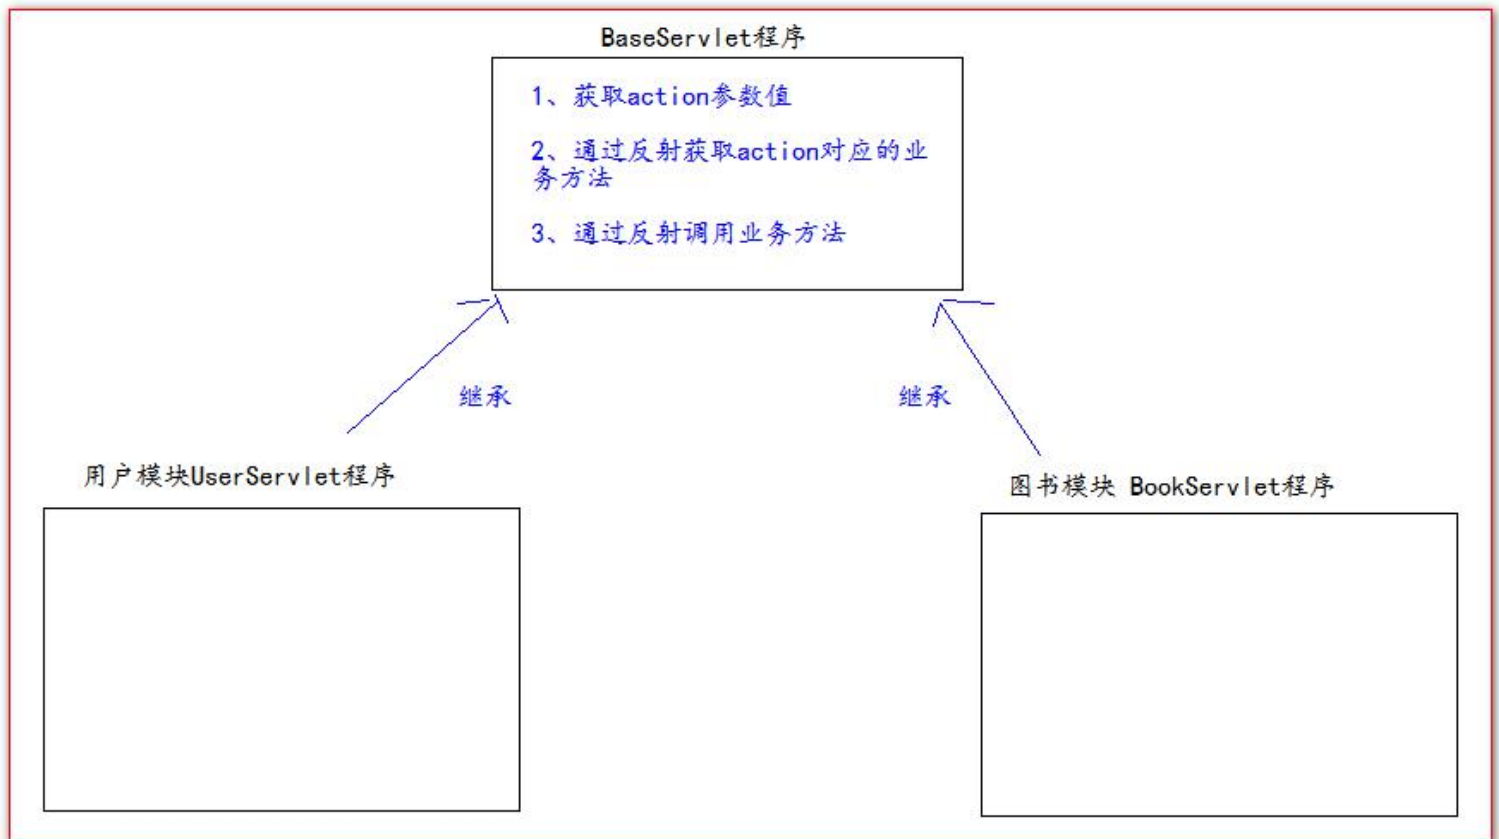 BaseServlet程序
1、获取action参数值
2、通过反射获取action对应的业
务方法
3、通过反射调用业务方法
继承
继承
用户模块UserServlet程序
图书模块 BookServlet程序